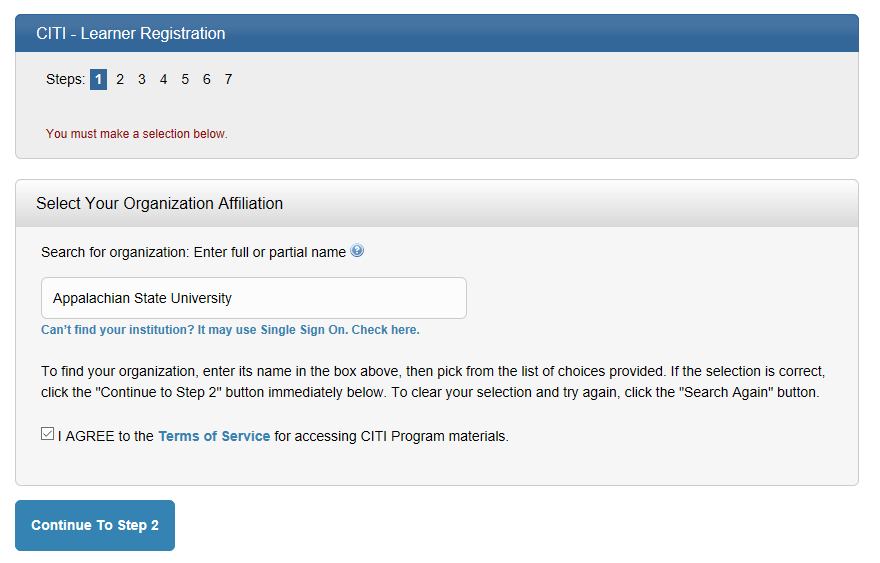 CITI - Learner Registration
Steps: 1 2 3 4 5 6 7
You must make a selection below.
Select Your Organization Affiliation
Search for organization: Enter full or partial name ?
Appalachian State University
Can't find your institution? It may use Single Sign On. Check here.
To find your organization, enter its name in the box above, then pick from the list of choices provided. If the selection is correct,
click the "Continue to Step 2" button immediately below. To clear your selection and try again, click the "Search Again" button.
I AGREE to the Terms of Service for accessing CITI Program materials.
Continue To Step 2